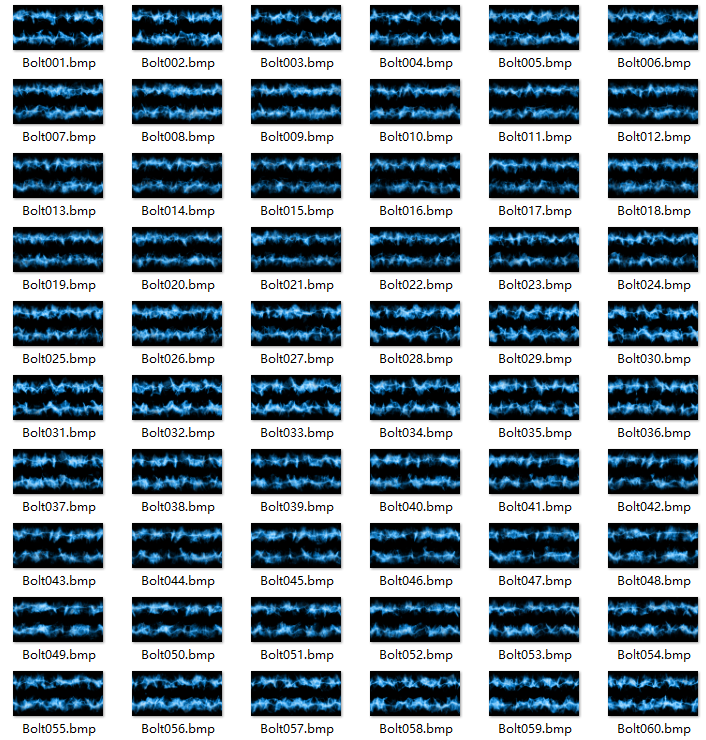 Bolt001.bmp Bolt002.bmp Bolt003.bmp Bolt004.bmp Bolt005.bmp Bolt006.bmp
Bolt007.bmp Bolt008.bmp Bolt009.bmp Bolt010.bmp Bolt011.bmp Bolt012.bmp
Bolt013.bmp Bolt014.bmp Bolt015.bmp Bolt016.bmp Bolt017.bmp Bolt018.bmp
Bolt019.bmp Bolt020.bmp Bolt021.bmp Bolt022.bmp Bolt023.bmp Bolt024.bmp
Bolt025.bmp Bolt026.bmp Bolt027.bmp Bolt028.bmp Bolt029.bmp Bolt030.bmp
Bolt031.bmp Bolt032.bmp Bolt033.bmp Bolt034.bmp Bolt035.bmp Bolt036.bmp
Bolt037.bmp Bolt038.bmp Bolt039.bmp Bolt040.bmp Bolt041.bmp Bolt042.bmp
Bolt043.bmp Bolt044.bmp Bolt045.bmp Bolt046.bmp Bolt047.bmp Bolt048.bmp
Bolt049.bmp Bolt050.bmp Bolt051.bmp Bolt052.bmp Bolt053.bmp Bolt054.bmp
Bolt055.bmp Bolt056.bmp Bolt057.bmp Bolt058.bmp Bolt059.bmp Bolt060.bmp